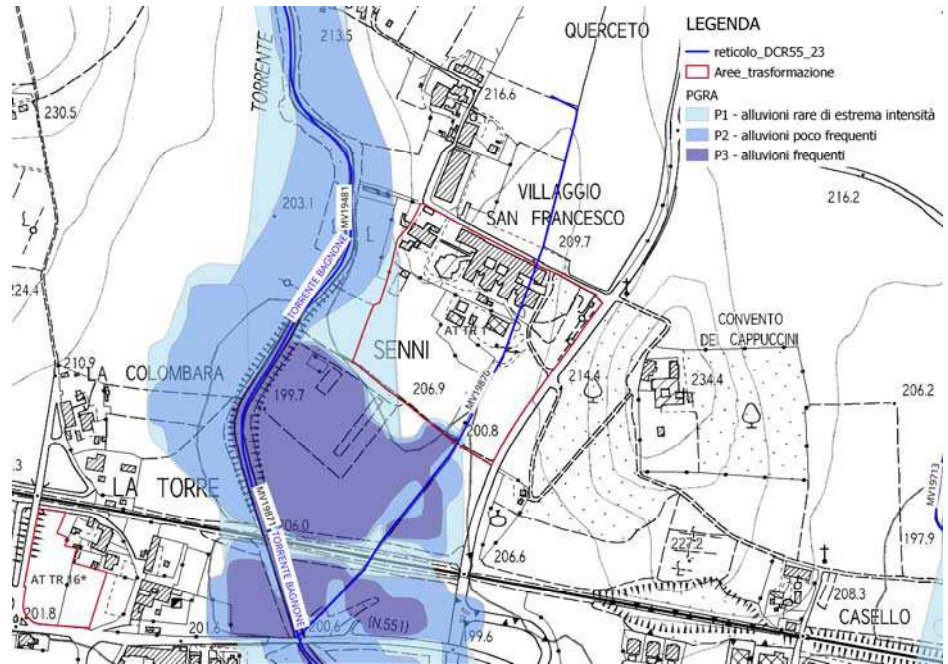 213.5
QUERCETO
LEGENDA
reticolo_DCR55_23
Aree_trasformazione
PGRA
P1 - alluvioni rare di estrema intensità
P2 - alluvioni poco frequenti
P3 - alluvioni frequenti
TORRENTE
216.6
230.5
VILLAGGIO
SAN FRANCESCO
216.2
203.1
MV19481
209.7
TORRENTE BAGNONE
224.4
CONVENTO
DEI CAPPUCCINI
AT TR 1
SENNI
210.9
LA COLOMBARA
214.4
234.4
206.9
206.2
199.7
MV19870
200.8
LA TORRE
MV19871
MV19713
206.0
TORRENTE BAGNONE
206.6
227.2
197.9
AT TR 16*
201.8
208.3
CASELLO
201.6
200.6
(N.551)
199.6